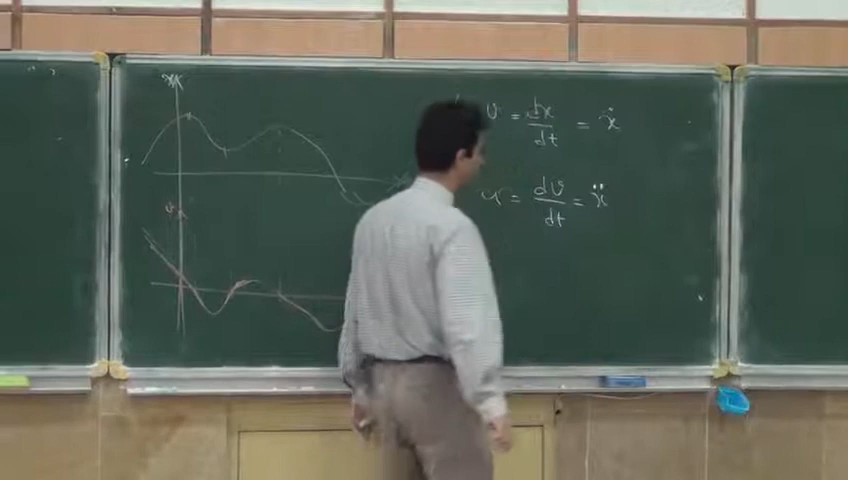 x
v = dx/dt = ẋ
v
a = dv/dt = ẍ